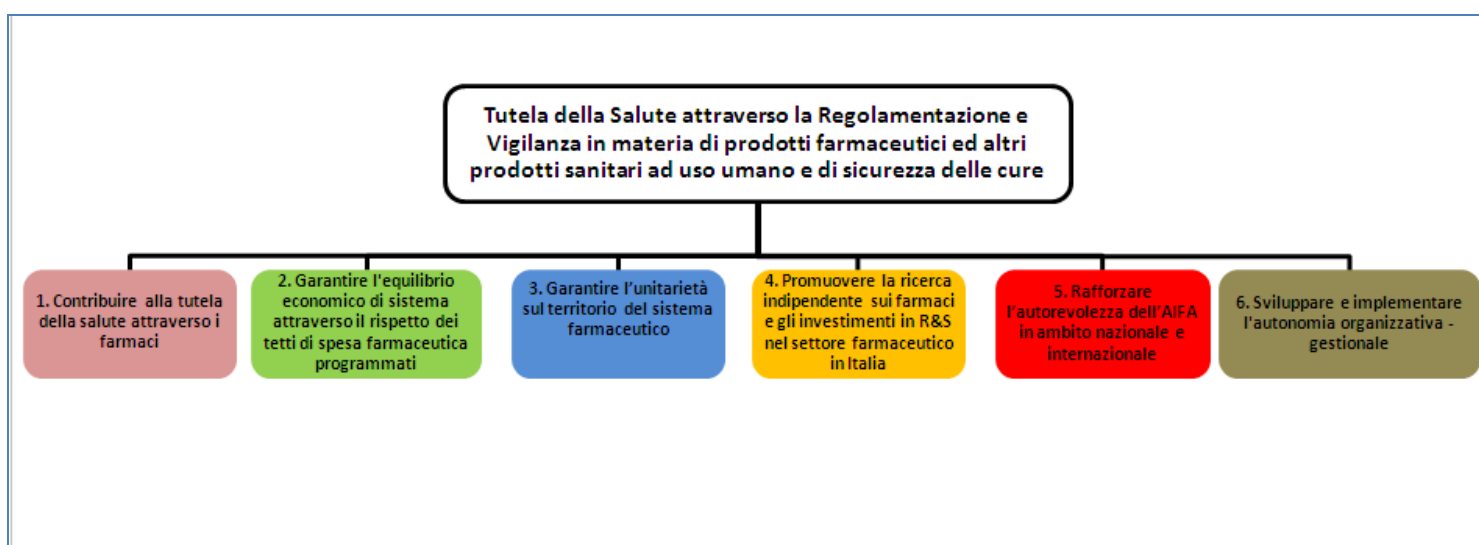 Tutela della Salute attraverso la Regolamentazione e
Vigilanza in materia di prodotti farmaceutici ed altri
prodotti sanitari ad uso umano e di sicurezza delle cure
1. Contribuire alla tutela
della salute attraverso i
farmaci
2. Garantire l'equilibrio
economico di sistema
attraverso il rispetto dei
tetti di spesa farmaceutica
programmati
3. Garantire l’unitarietà
sul territorio del sistema
farmaceutico
4. Promuovere la ricerca
indipendente sui farmaci
e gli investimenti in R&S
nel settore farmaceutico
in Italia
5. Rafforzare
l’autorevolezza dell’AIFA
in ambito nazionale e
internazionale
6. Sviluppare e implementare
l'autonomia organizzativa -
gestionale